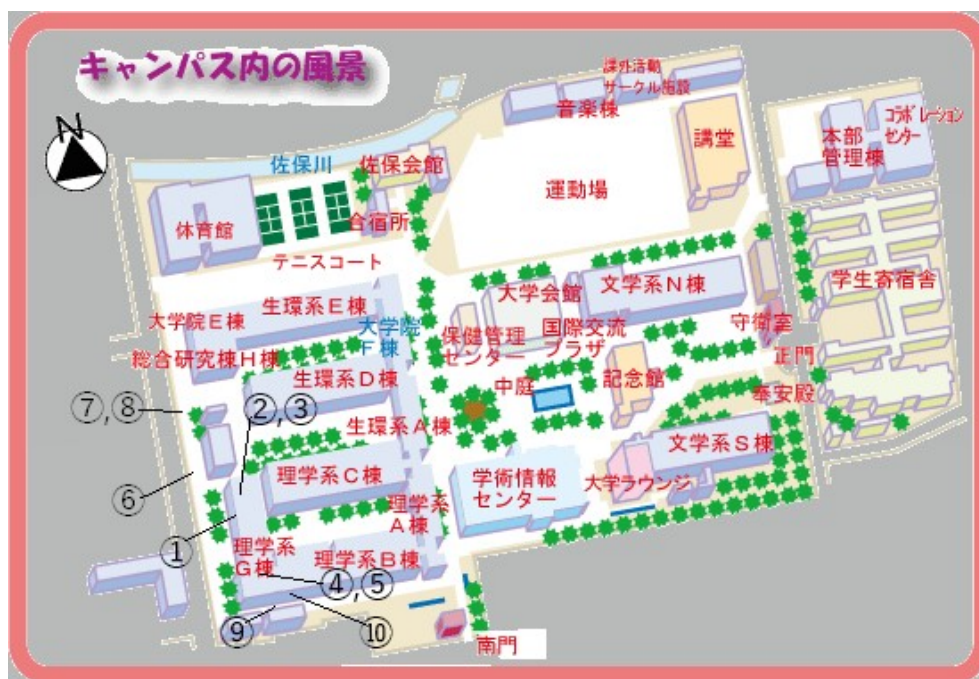 キャンパス内の風景
N
課外活動
サークル施設
音楽棟
講堂
本部
管理棟
コラボレーション
センター
佐保川
佐保会館
運動場
体育館
合宿所
テニスコート
学生寄宿舎
大学会館
文学系N棟
生環系E棟
大学院E棟
大学院
F棟
保健管理
センター
国際交流
プラザ
守衛室
総合研究棟H棟
正門
生環系D棟
中庭
記念館
奉安殿
⑦,⑧
②,③
生環系A棟
文学系S棟
理学系C棟
学術情報
センター
大学ラウンジ
⑥
理学系
A棟
①
理学系
G棟
理学系B棟
④,⑤
⑨
⑩
南門